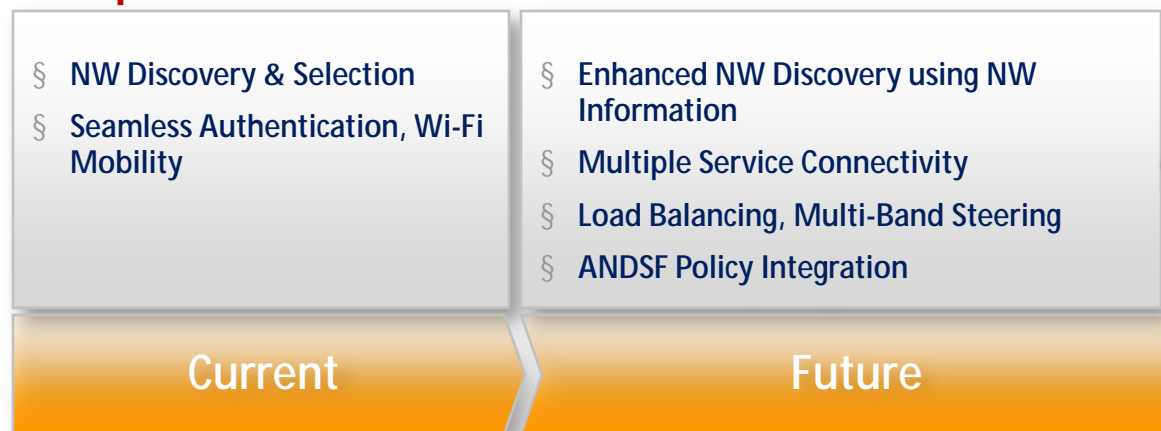 § NW Discovery & Selection
§ Seamless Authentication, Wi-Fi
Mobility
§ Enhanced NW Discovery using NW
Information
§ Multiple Service Connectivity
§ Load Balancing, Multi-Band Steering
§ ANDSF Policy Integration
Current
Future